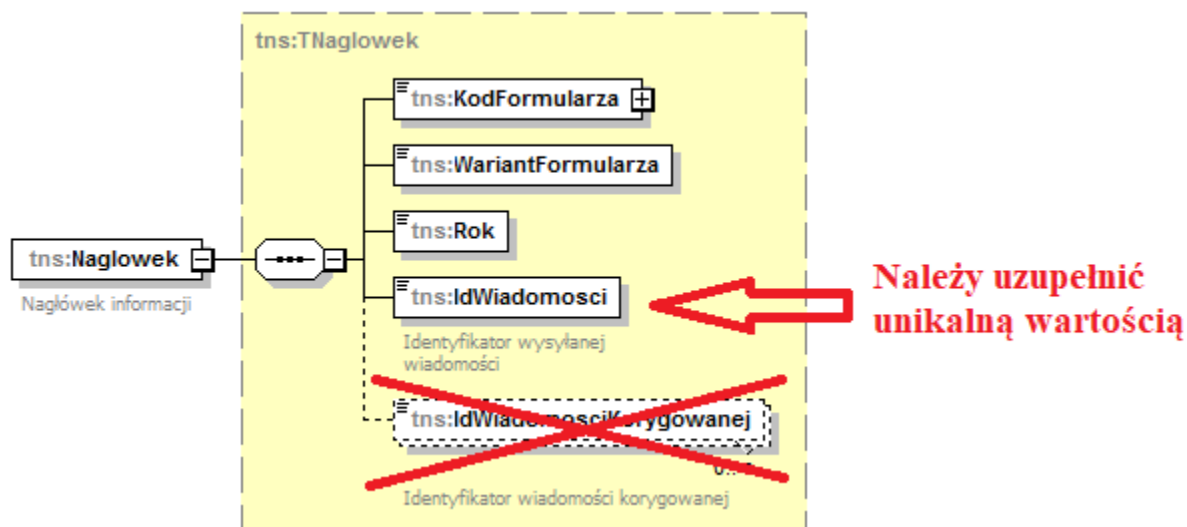 tns:TNaglowek
tns:KodFormularza
tns:WariantFormularza
tns:Rok
tns:Naglowek
Nagłówek informacji
tns:IdWiadomosci
Identyfikator wysyłanej
wiadomości
Należy uzupełnić
unikalną wartością
tns:IdWiadomosciKorygowanej
Identyfikator wiadomości korygowanej